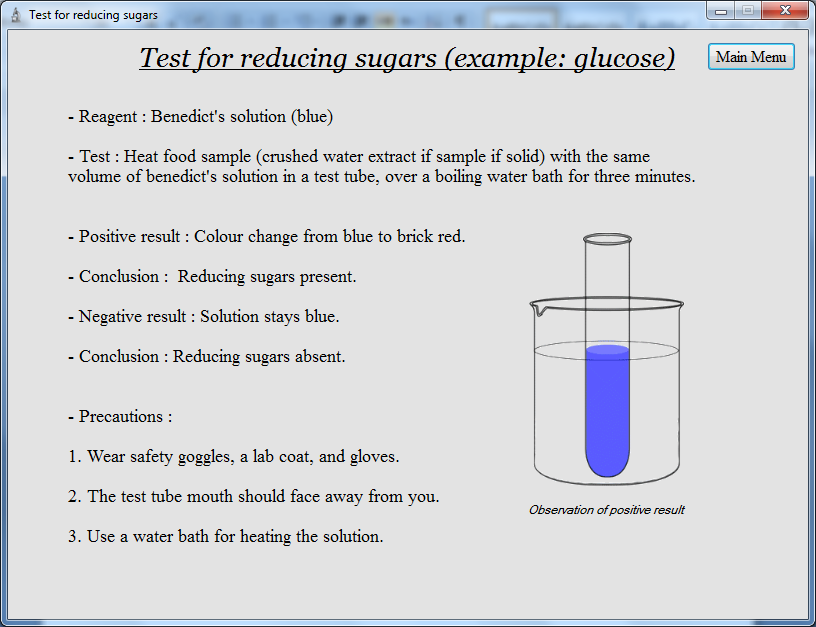 Test for reducing sugars
Test for reducing sugars (example: glucose)
Main Menu
- Reagent : Benedict's solution (blue)
- Test : Heat food sample (crushed water extract if sample if solid) with the same
volume of benedict's solution in a test tube, over a boiling water bath for three minutes.
- Positive result : Colour change from blue to brick red.
- Conclusion :  Reducing sugars present.
- Negative result : Solution stays blue.
- Conclusion : Reducing sugars absent.
- Precautions :
1. Wear safety goggles, a lab coat, and gloves.
2. The test tube mouth should face away from you.
3. Use a water bath for heating the solution.
Observation of positive result